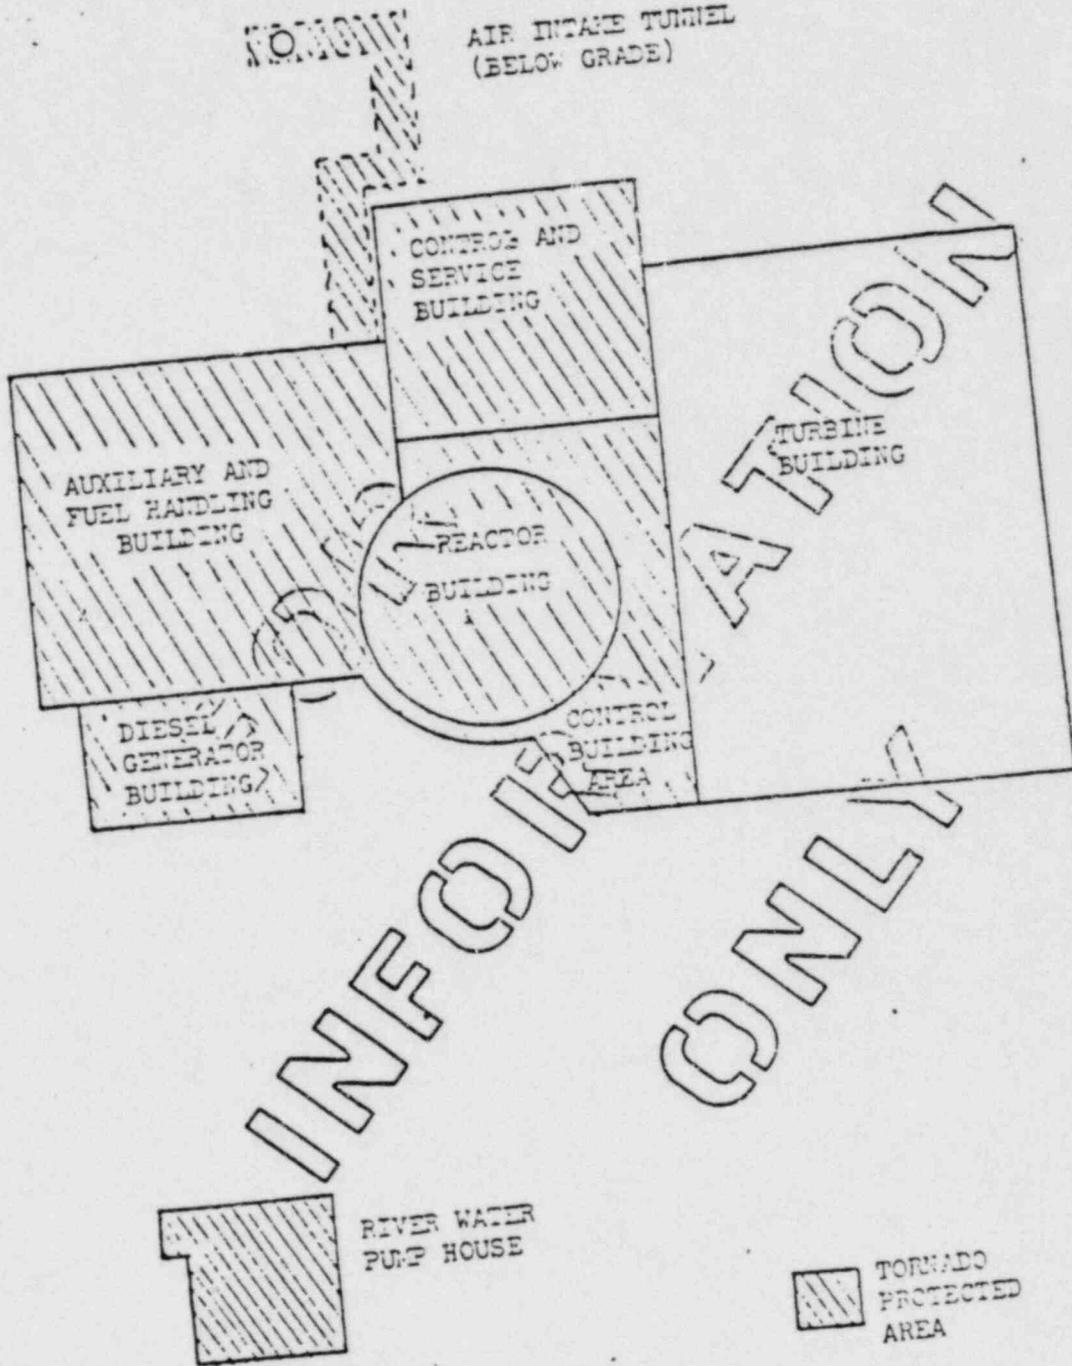 AIR INTAKE TUNNEL
(BELOW GRADE)
CONTROL AND
SERVICE
BUILDING
TURBINE
BUILDING
AUXILIARY AND
FUEL HANDLING
BUILDING
REACTOR
BUILDING
CONTROL
BUILDING
AREA
DIESEL
GENERATOR
BUILDING
FOR INFORMATION
ONLY
RIVER WATER
PUMP HOUSE
TORNADO
PROTECTED
AREA